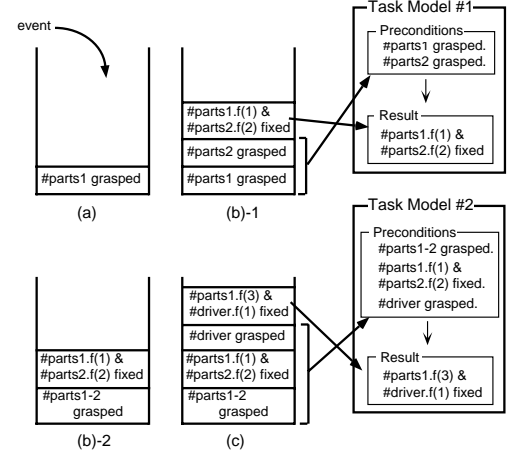 event
#parts1 grasped
(a)
#parts1.f(1) &
#parts2.f(2) fixed
#parts2 grasped
#parts1 grasped
(b)-1
Task Model #1
Preconditions
#parts1 grasped.
#parts2 grasped.
Result
#parts1.f(1) &
#parts2.f(2) fixed
#parts1.f(1) &
#parts2.f(2) fixed
#parts1-2
grasped
(b)-2
#parts1.f(3) &
#driver.f(1) fixed
#driver grasped
#parts1.f(1) &
#parts2.f(2) fixed
#parts1-2
grasped
(c)
Task Model #2
Preconditions
#parts1-2 grasped.
#parts1.f(1) &
#parts2.f(2) fixed.
#driver grasped.
Result
#parts1.f(3) &
#driver.f(1) fixed